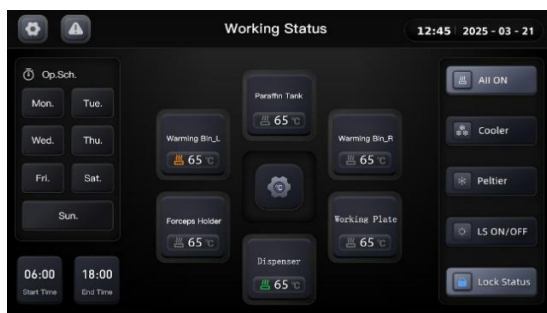 Working Status
12:45 2025 - 03 - 21
Op.Sch.
Mon. Tue.
Wed. Thu.
Fri. Sat.
Sun.
06:00
Start Time
18:00
End Time
Paraffin Tank
65 ℃
Warming Bin_L
65 ℃
Warming Bin_R
65 ℃
℃
Forceps Holder
65 ℃
Working Plate
65 ℃
Dispenser
65 ℃
All ON
Cooler
Peltier
LS ON/OFF
Lock Status